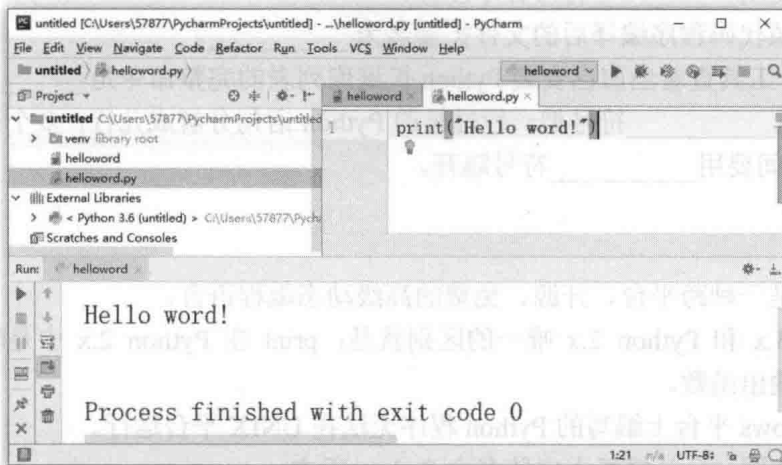 untitled [C:\Users\57877\PycharmProjects\untitled] - ...\helloword.py [untitled] - PyCharm
File Edit View Navigate Code Refactor Run Tools VCS Window Help
untitled helloword.py helloword
Project helloword helloword.py
untitled C:\Users\57877\PycharmProjects\untitled
venv library root
helloword
helloword.py
External Libraries
< Python 3.6 (untitled) > C:\Users\57877\Pych
Scratches and Consoles
print("Hello word!")
Run: helloword
Hello word!
Process finished with exit code 0
1:21 n/a UTF-8: